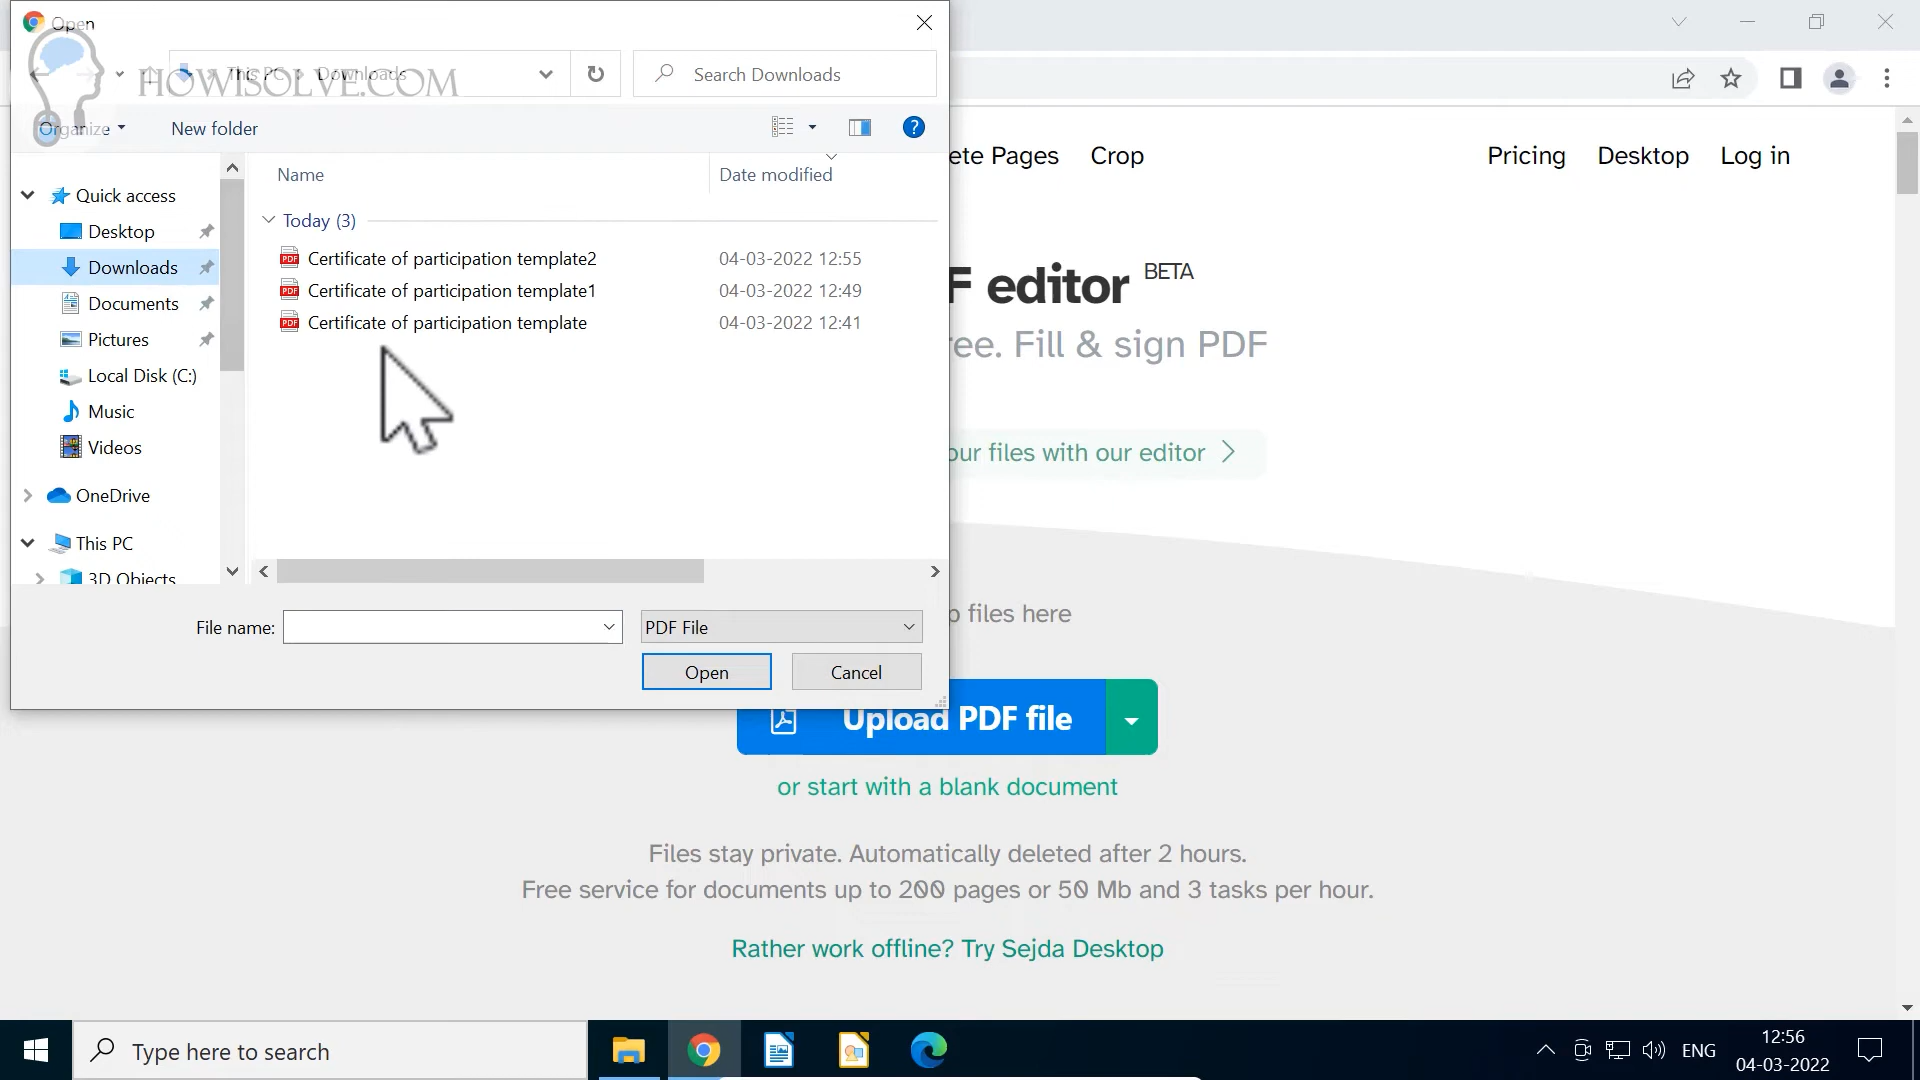 Open
This PC
Downloads
Search Downloads
HOWISOLVE.COM
Organize
New folder
Name
Date modified
Quick access
Desktop
Downloads
Documents
Pictures
Local Disk (C:)
Music
Videos
OneDrive
This PC
3D Objects
Today (3)
Certificate of participation template2 04-03-2022 12:55
Certificate of participation template1 04-03-2022 12:49
Certificate of participation template 04-03-2022 12:41
File name:
PDF File
Open
Cancel
ete Pages
Crop
Pricing
Desktop
Log in
F editor BETA
ree. Fill & sign PDF
our files with our editor
p files here
Upload PDF file
or start with a blank document
Files stay private. Automatically deleted after 2 hours.
Free service for documents up to 200 pages or 50 Mb and 3 tasks per hour.
Rather work offline? Try Sejda Desktop
Type here to search
ENG
12:56
04-03-2022